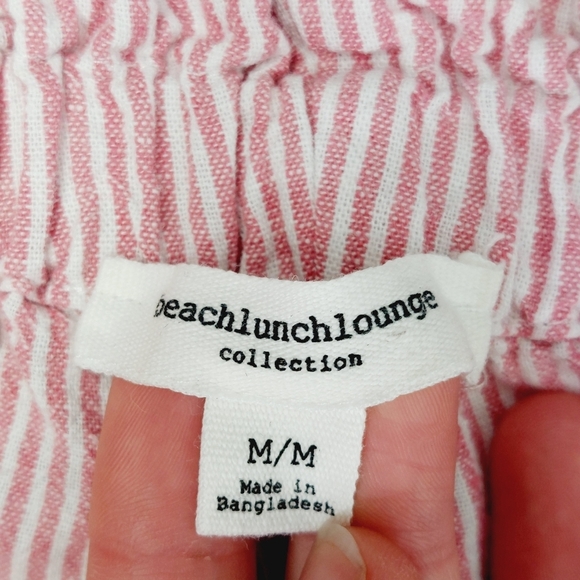 beachlunchlounge
collection
M/M
Made in
Bangladesh